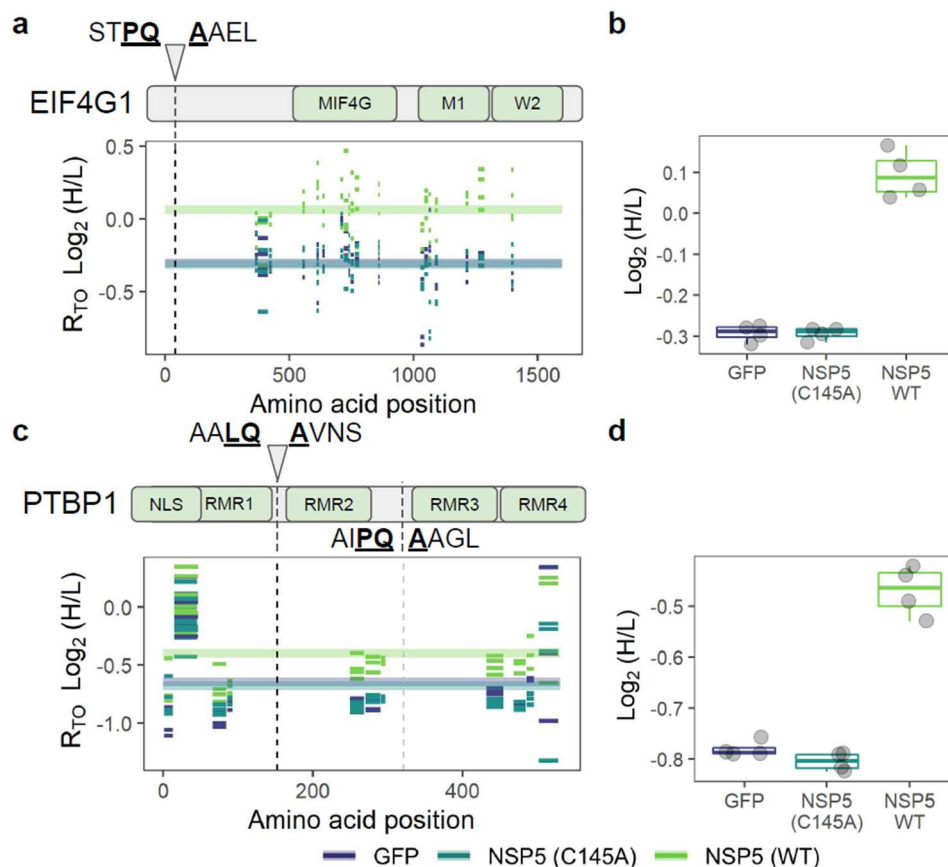 a
STPQ AAEL
EIF4G1
MIF4G M1 W2
RTO Log2 (H/L)
0.5
0.0
-0.5
0 500 1000 1500
Amino acid position
b
Log2 (H/L)
0.1
0.0
-0.1
-0.2
-0.3
GFP NSP5 (C145A) NSP5 WT
c
AALQ AVNS
PTBP1
NLS RMR1 RMR2 RMR3 RMR4
AIPQ AAGL
RTO Log2 (H/L)
0.0
-0.5
-1.0
0 200 400
Amino acid position
d
Log2 (H/L)
-0.5
-0.6
-0.7
-0.8
GFP NSP5 (C145A) NSP5 WT
GFP NSP5 (C145A) NSP5 (WT)